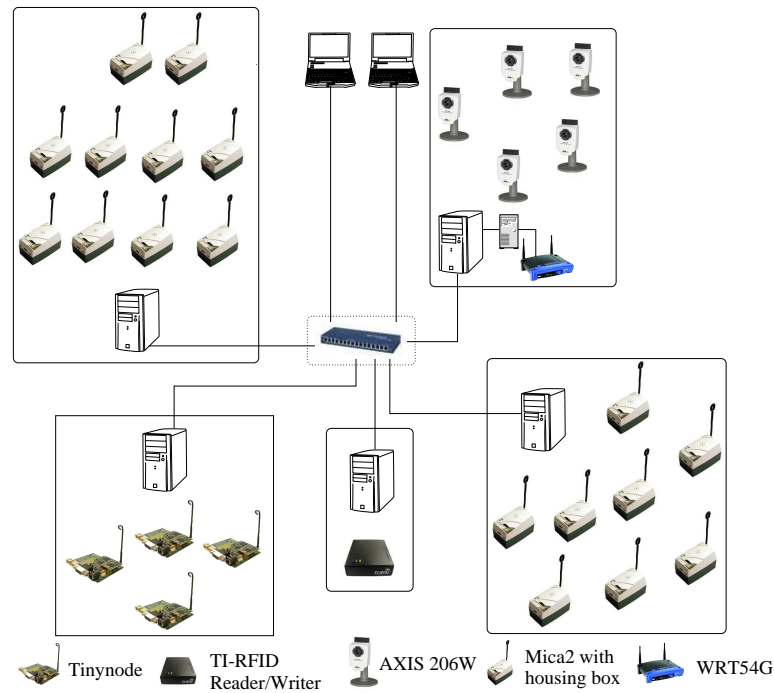 Tinynode
TI-RFID
Reader/Writer
AXIS 206W
Mica2 with
housing box
WRT54G